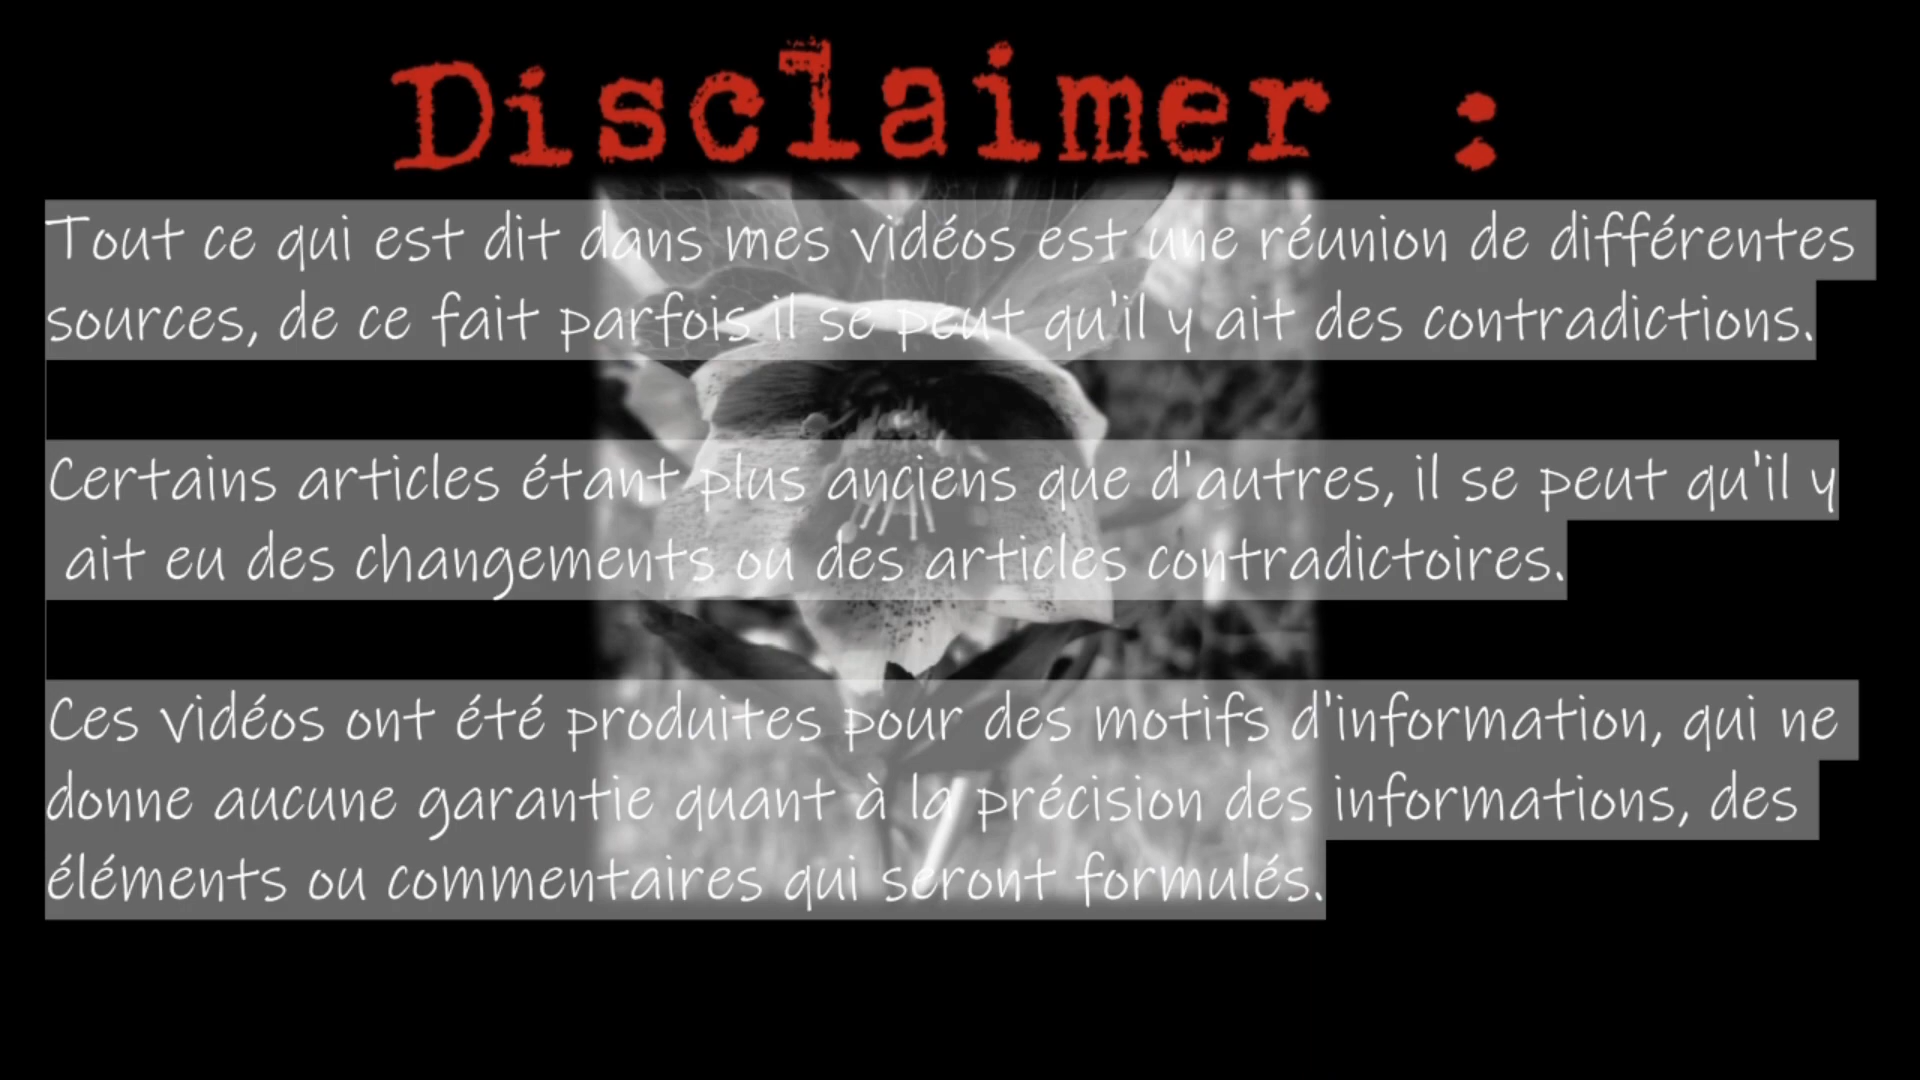 Disclaimer :
Tout ce qui est dit dans mes vidéos est une réunion de différentes
sources, de ce fait parfois il se peut qu'il y ait des contradictions.
Certains articles étant plus anciens que d'autres, il se peut qu'il y
ait eu des changements ou des articles contradictoires.
Ces vidéos ont été produites pour des motifs d'information, qui ne
donne aucune garantie quant à la précision des informations, des
éléments ou commentaires qui seront formulés.